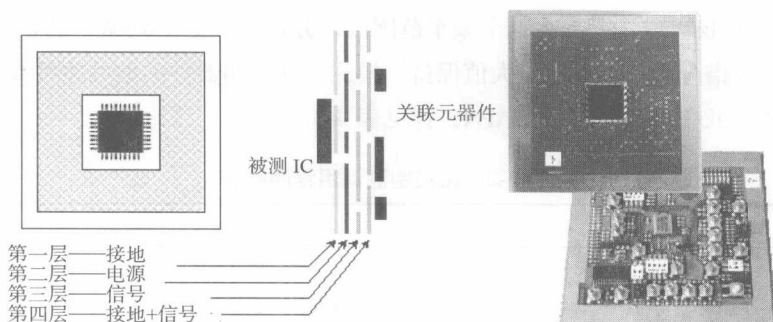 关联元器件
被测 IC
第一层——接地
第二层——电源
第三层——信号
第四层——接地+信号